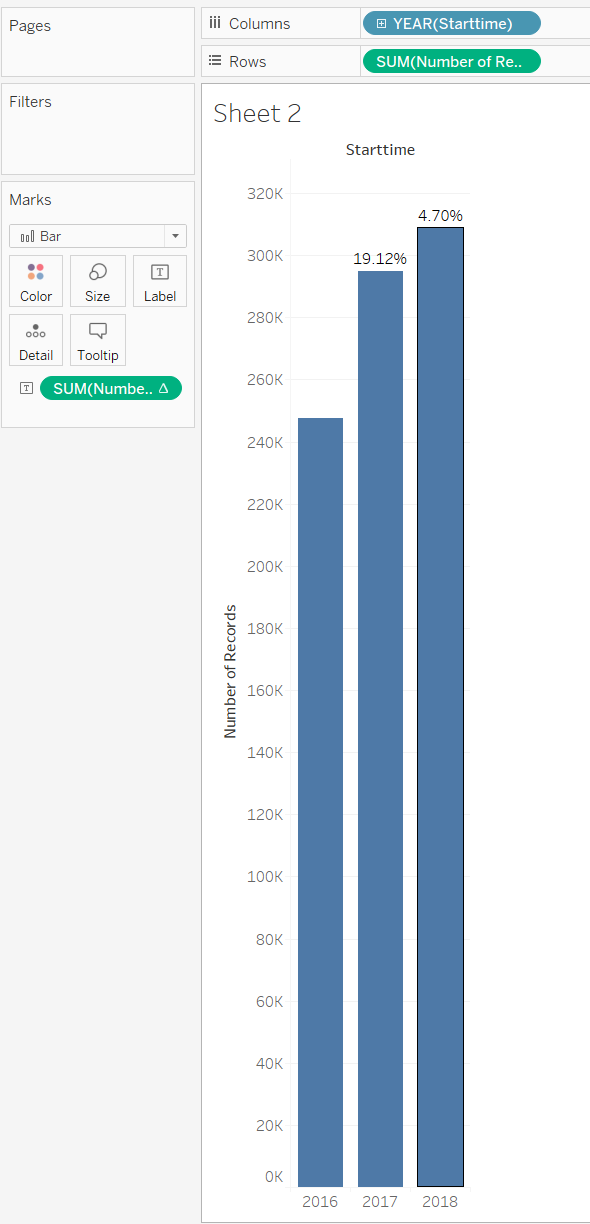 Pages
Columns
YEAR(Starttime)
Rows
SUM(Number of Re..
Filters
Marks
Bar
Color
Size
T
Label
Detail
Tooltip
T
SUM(Numbe.. Δ
Sheet 2
Starttime
Number of Records
320K
300K
280K
260K
240K
220K
200K
180K
160K
140K
120K
100K
80K
60K
40K
20K
0K
19.12%
4.70%
2016
2017
2018